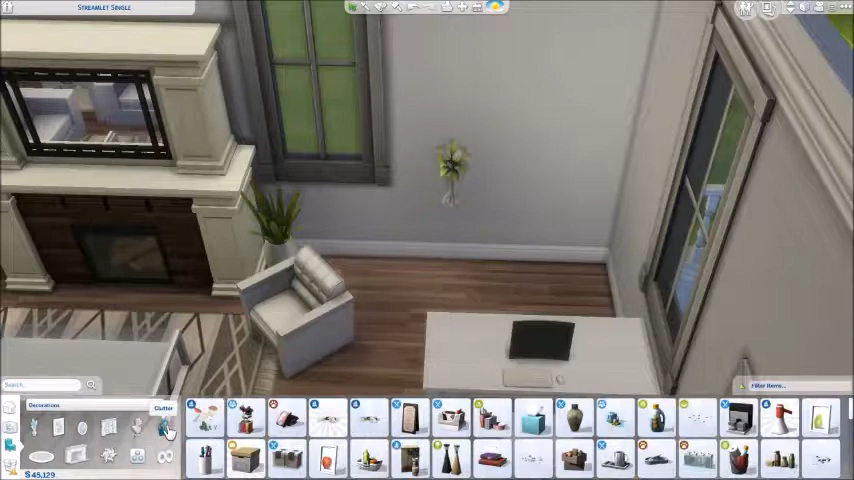 Streamlet Single
Search...
Filter Items...
Decorations
Clutter
§45,129